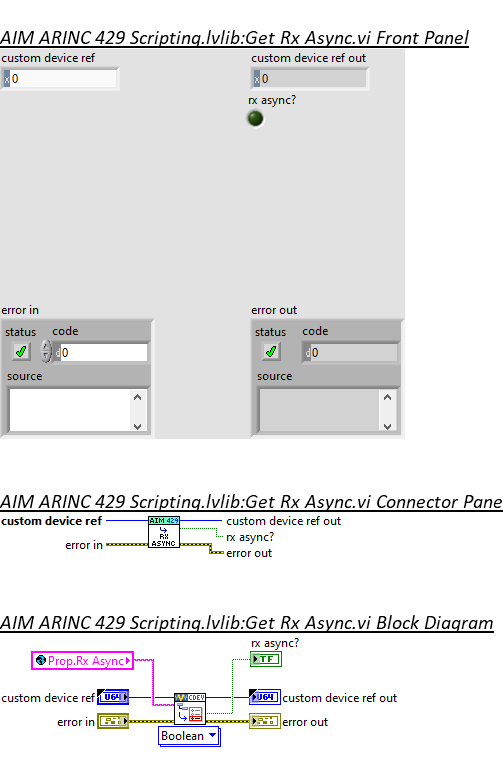 AIM ARINC 429 Scripting.lvlib:Get Rx Async.vi Front Panel
custom device ref
custom device ref out
x 0
x 0
rx async?
error in
error out
status code
status code
d 0
d 0
source
source
AIM ARINC 429 Scripting.lvlib:Get Rx Async.vi Connector Pane
custom device ref
AIM 429
RX
ASYNC
custom device ref out
rx async?
error in
error out
AIM ARINC 429 Scripting.lvlib:Get Rx Async.vi Block Diagram
rx async?
Prop.Rx Async
TF
custom device ref
U64
CDEV
U64
custom device ref out
error in
error out
Boolean